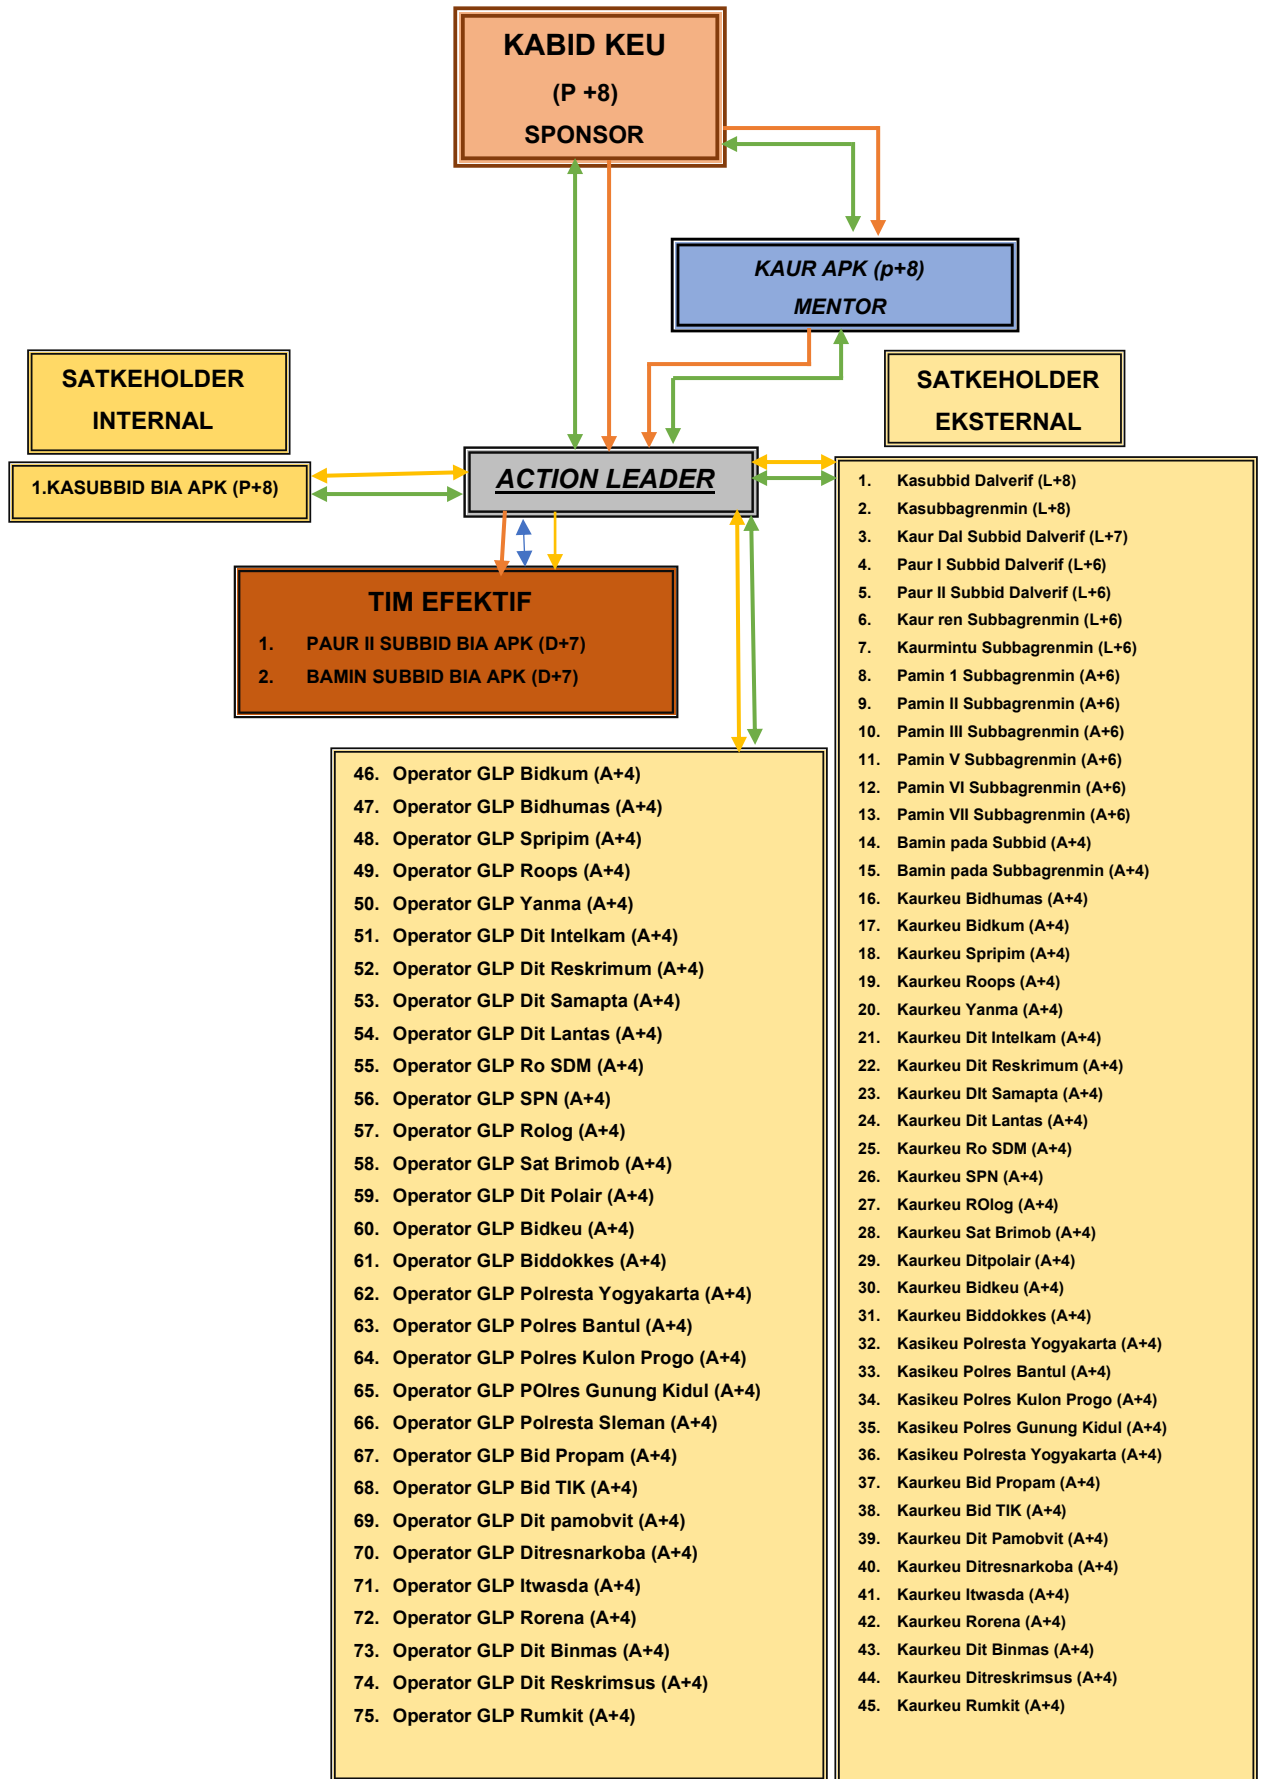 KABID KEU
(P +8)
SPONSOR
KAUR APK (p+8)
MENTOR
SATKEHOLDER
INTERNAL
SATKEHOLDER
EKSTERNAL
1.KASUBBID BIA APK (P+8)
ACTION LEADER
TIM EFEKTIF
1. PAUR II SUBBID BIA APK (D+7)
2. BAMIN SUBBID BIA APK (D+7)
1. Kasubbid Dalverif (L+8)
2. Kasubbagrenmin (L+8)
3. Kaur Dal Subbid Dalverif (L+7)
4. Paur I Subbid Dalverif (L+6)
5. Paur II Subbid Dalverif (L+6)
6. Kaur ren Subbagrenmin (L+6)
7. Kaurmintu Subbagrenmin (L+6)
8. Pamin 1 Subbagrenmin (A+6)
9. Pamin II Subbagrenmin (A+6)
10. Pamin III Subbagrenmin (A+6)
11. Pamin V Subbagrenmin (A+6)
12. Pamin VI Subbagrenmin (A+6)
13. Pamin VII Subbagrenmin (A+6)
14. Bamin pada Subbid (A+4)
15. Bamin pada Subbagrenmin (A+4)
16. Kaurkeu Bidhumas (A+4)
17. Kaurkeu Bidkum (A+4)
18. Kaurkeu Spripim (A+4)
19. Kaurkeu Roops (A+4)
20. Kaurkeu Yanma (A+4)
21. Kaurkeu Dit Intelkam (A+4)
22. Kaurkeu Dit Reskrimum (A+4)
23. Kaurkeu DIt Samapta (A+4)
24. Kaurkeu Dit Lantas (A+4)
25. Kaurkeu Ro SDM (A+4)
26. Kaurkeu SPN (A+4)
27. Kaurkeu ROlog (A+4)
28. Kaurkeu Sat Brimob (A+4)
29. Kaurkeu Ditpolair (A+4)
30. Kaurkeu Bidkeu (A+4)
31. Kaurkeu Biddokkes (A+4)
32. Kasikeu Polresta Yogyakarta (A+4)
33. Kasikeu Polres Bantul (A+4)
34. Kasikeu Polres Kulon Progo (A+4)
35. Kasikeu Polres Gunung Kidul (A+4)
36. Kasikeu Polresta Yogyakarta (A+4)
37. Kaurkeu Bid Propam (A+4)
38. Kaurkeu Bid TIK (A+4)
39. Kaurkeu Dit Pamobvit (A+4)
40. Kaurkeu Ditresnarkoba (A+4)
41. Kaurkeu Itwasda (A+4)
42. Kaurkeu Rorena (A+4)
43. Kaurkeu Dit Binmas (A+4)
44. Kaurkeu Ditreskrimsus (A+4)
45. Kaurkeu Rumkit (A+4)
46. Operator GLP Bidkum (A+4)
47. Operator GLP Bidhumas (A+4)
48. Operator GLP Spripim (A+4)
49. Operator GLP Roops (A+4)
50. Operator GLP Yanma (A+4)
51. Operator GLP Dit Intelkam (A+4)
52. Operator GLP Dit Reskrimum (A+4)
53. Operator GLP Dit Samapta (A+4)
54. Operator GLP Dit Lantas (A+4)
55. Operator GLP Ro SDM (A+4)
56. Operator GLP SPN (A+4)
57. Operator GLP Rolog (A+4)
58. Operator GLP Sat Brimob (A+4)
59. Operator GLP Dit Polair (A+4)
60. Operator GLP Bidkeu (A+4)
61. Operator GLP Biddokkes (A+4)
62. Operator GLP Polresta Yogyakarta (A+4)
63. Operator GLP Polres Bantul (A+4)
64. Operator GLP Polres Kulon Progo (A+4)
65. Operator GLP POlres Gunung Kidul (A+4)
66. Operator GLP Polresta Sleman (A+4)
67. Operator GLP Bid Propam (A+4)
68. Operator GLP Bid TIK (A+4)
69. Operator GLP Dit pamobvit (A+4)
70. Operator GLP Ditresnarkoba (A+4)
71. Operator GLP Itwasda (A+4)
72. Operator GLP Rorena (A+4)
73. Operator GLP Dit Binmas (A+4)
74. Operator GLP Dit Reskrimsus (A+4)
75. Operator GLP Rumkit (A+4)